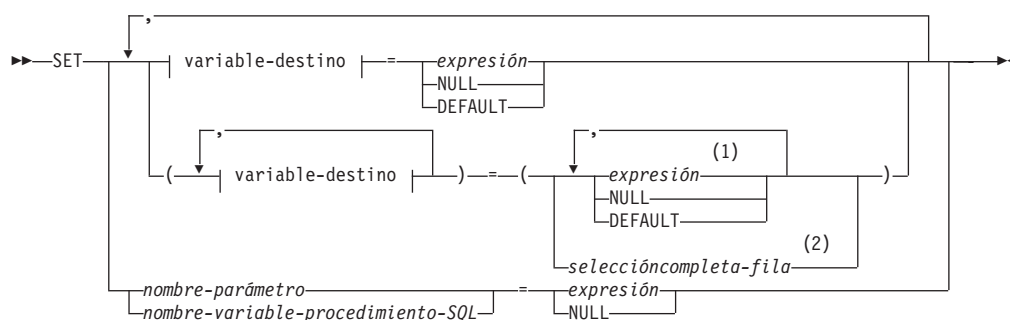 ,
SET variable-destino = expresión
NULL
DEFAULT
, ,
(1)
( variable-destino ) = ( expresión )
NULL
DEFAULT
(2)
seleccióncompleta-fila
nombre-parámetro = expresión
nombre-variable-procedimiento-SQL NULL